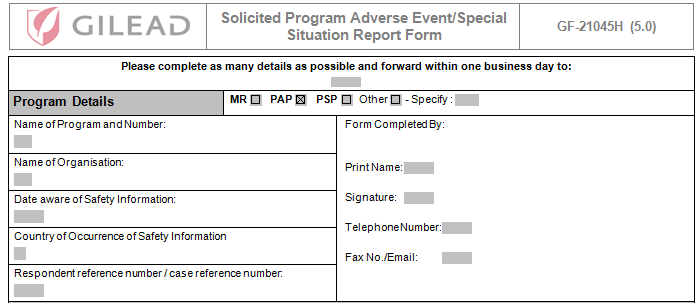 GILEAD
Solicited Program Adverse Event/Special
Situation Report Form
GF-21045H (5.0)
Please complete as many details as possible and forward within one business day to:
Program Details
MR ☐ PAP ☒ PSP ☐ Other ☐ - Specify :
Name of Program and Number:
Name of Organisation:
Date aware of Safety Information:
Country of Occurrence of Safety Information
Respondent reference number / case reference number:
Form Completed By:
Print Name:
Signature:
Telephone Number:
Fax No./Email: